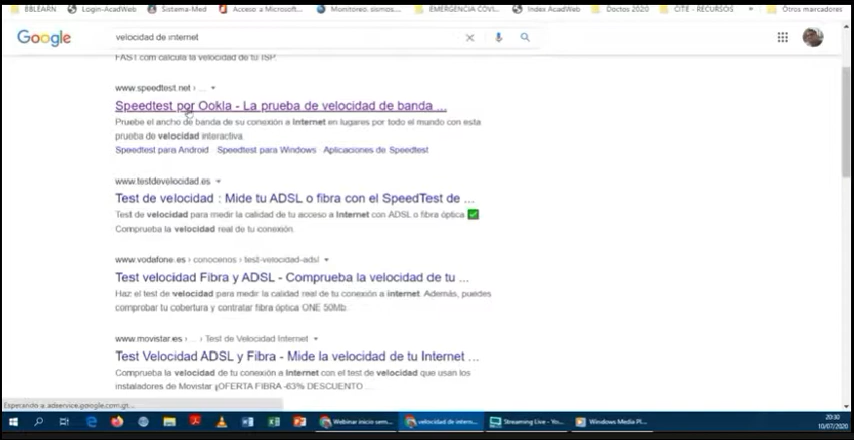 BBLEARN Login-AcadWeb Sistema-Med Acceso a Microsoft... Monitoreo, sismos,... !EMERGENCIA COVI... Index AcadWeb Doctos 2020 CITE - RECURSOS » Otros marcadores
Google velocidad de internet
FAST.com calcula la velocidad de tu ISP.
www.speedtest.net › ...
Speedtest por Ookla - La prueba de velocidad de banda ...
Pruebe el ancho de banda de su conexión a Internet en lugares por todo el mundo con esta
prueba de velocidad interactiva.
Speedtest para Android · Speedtest para Windows · Aplicaciones de Speedtest
www.testdevelocidad.es
Test de velocidad : Mide tu ADSL o fibra con el SpeedTest de ...
Test de velocidad para medir la calidad de tu acceso a Internet con ADSL o fibra óptica ✅
Comprueba la velocidad real de tu conexión.
www.vodafone.es › conocenos › test-velocidad-adsl
Test velocidad Fibra y ADSL - Comprueba la velocidad de tu ...
Haz el test de velocidad para medir la calidad real de tu conexión a internet. Además, puedes
comprobar tu cobertura y contratar fibra óptica ONE 50Mb.
www.movistar.es › ... › Test de Velocidad Internet
Test Velocidad ADSL y Fibra - Mide la velocidad de tu Internet ...
Comprueba la velocidad de tu conexión a Internet con el test de velocidad que usan los
instaladores de Movistar ¡OFERTA FIBRA -63% DESCUENTO ...
Esperando a adservice.google.com.gt...
Webinar inicio sem... velocidad de intern... Streaming Live - Yo... Windows Media Pl...
20:30
10/07/2020